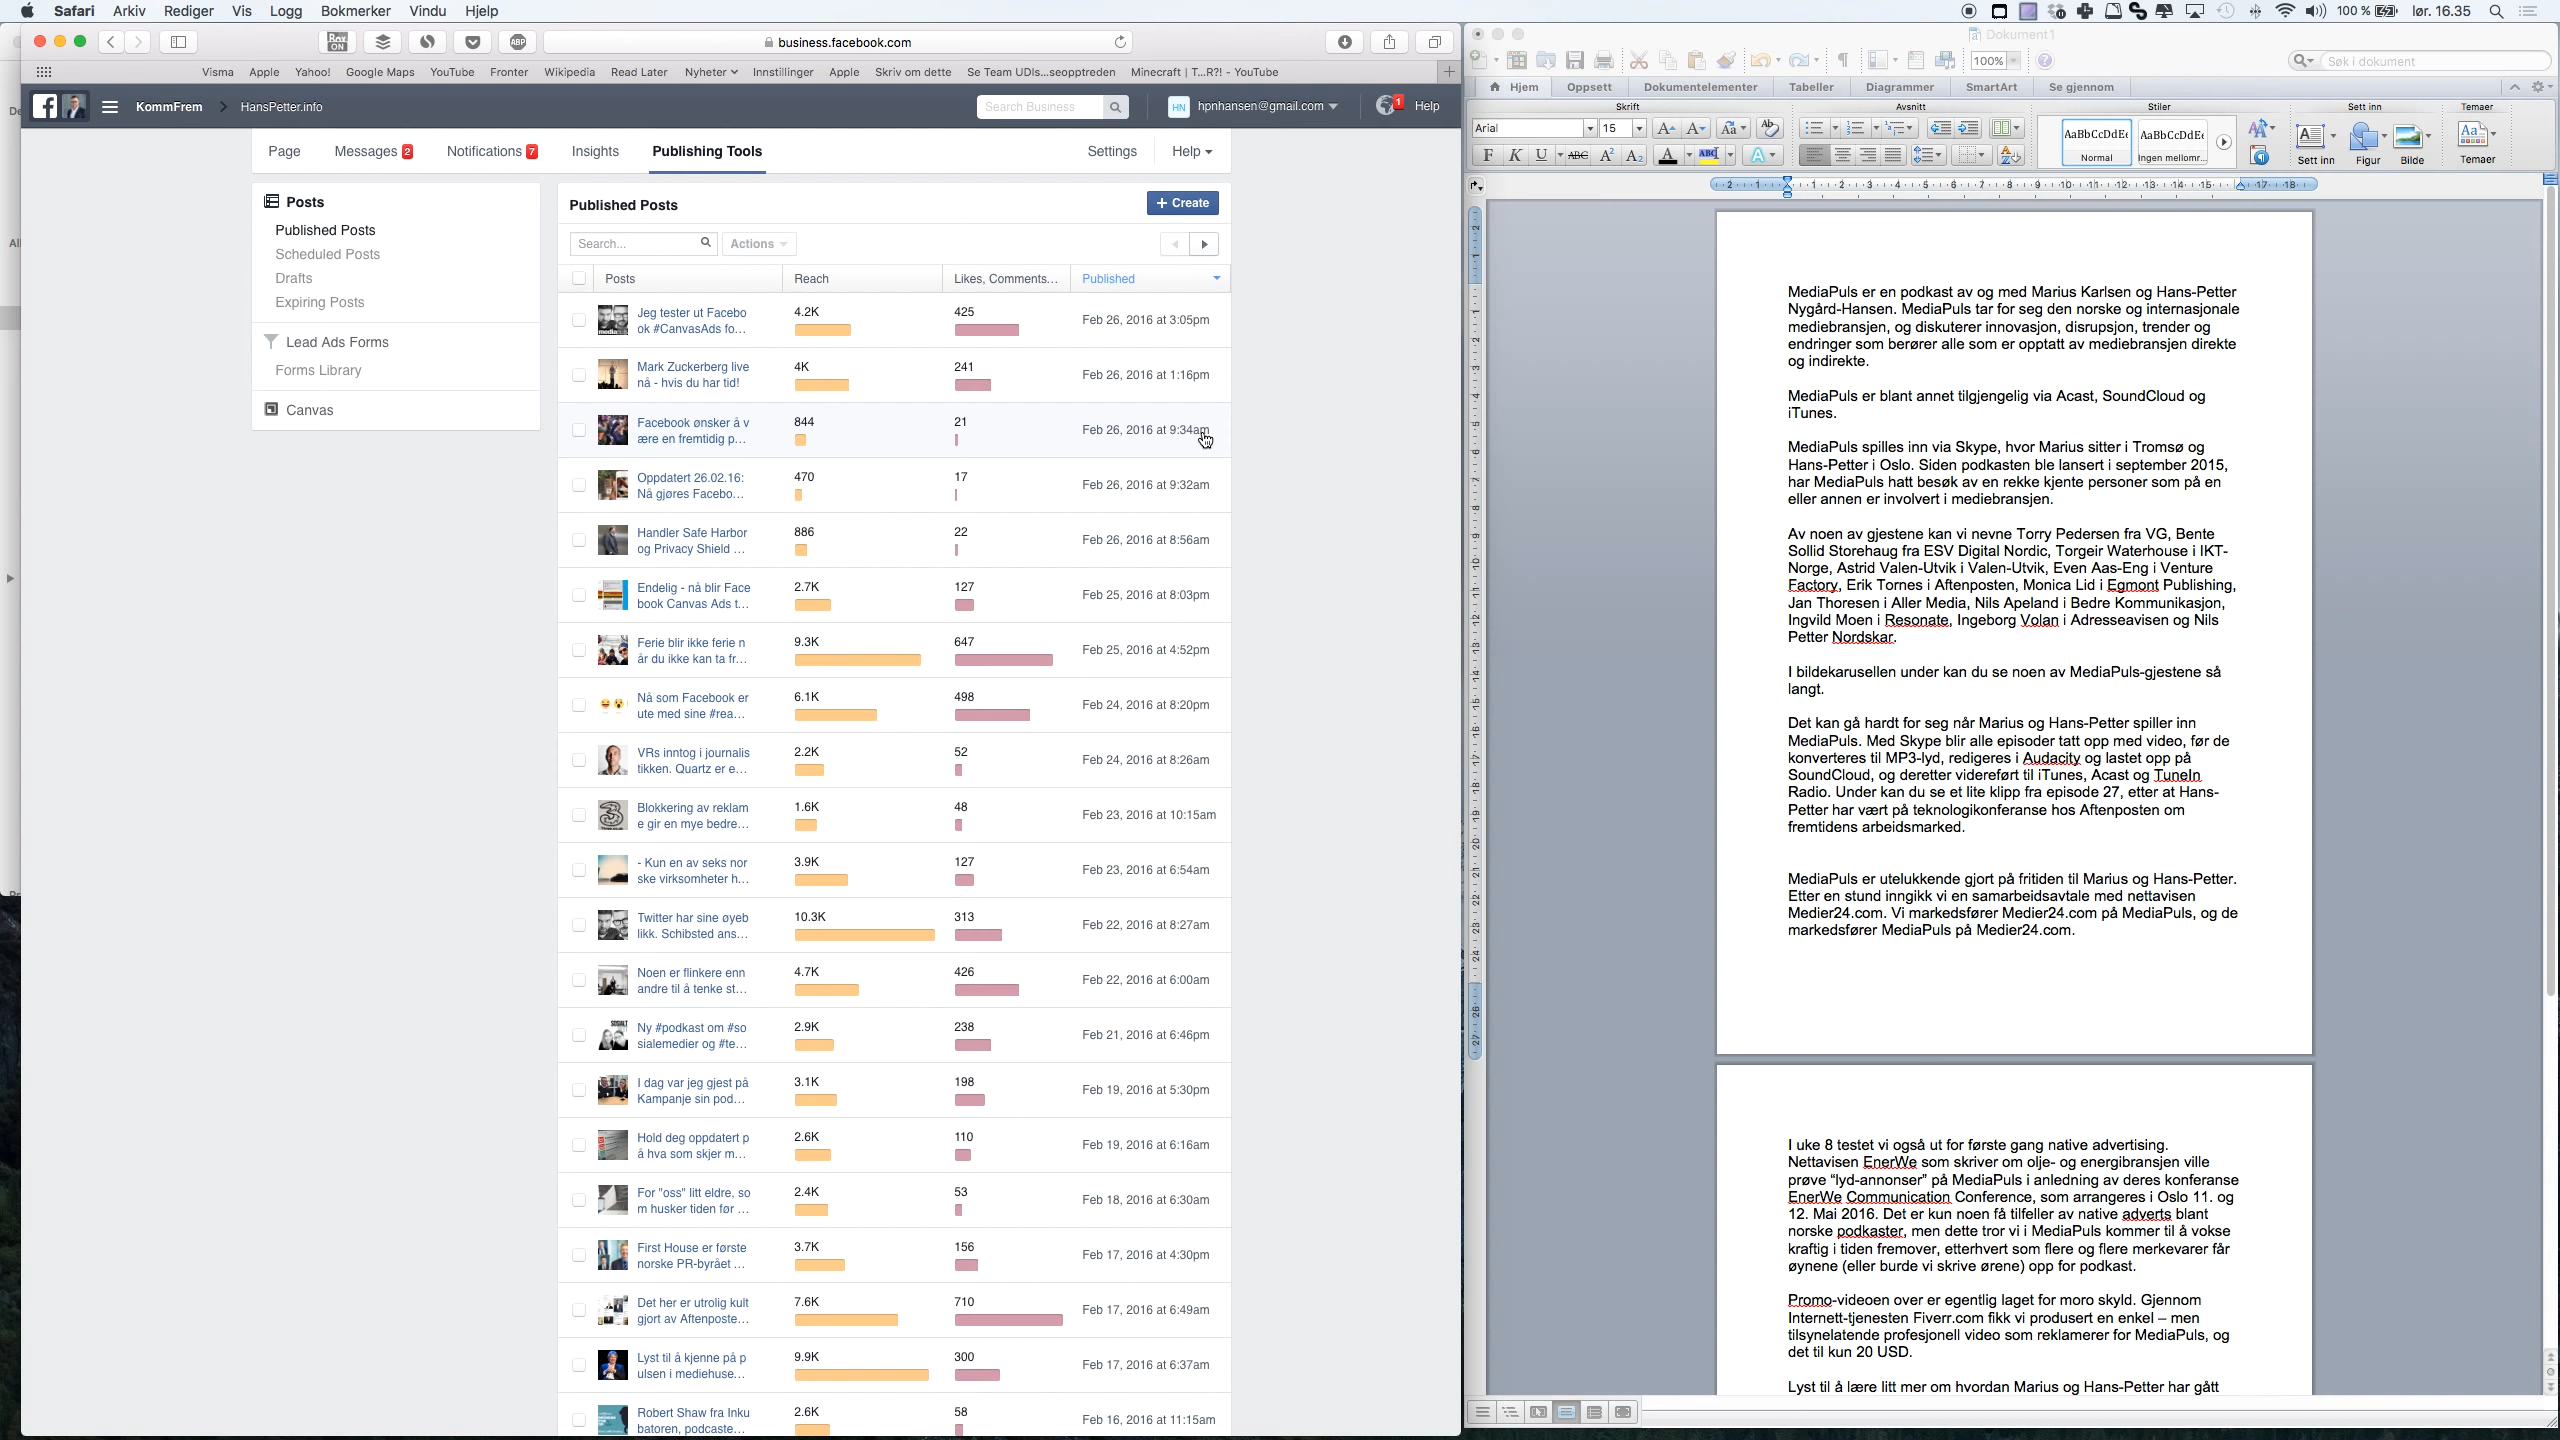 Safari Arkiv Rediger Vis Logg Bokmerker Vindu Hjelp
100 % lør. 16.35
ABP
business.facebook.com
Visma Apple Yahoo! Google Maps YouTube Fronter Wikipedia Read Later Nyheter Innstillinger Apple Skriv om dette Se Team UDIs...seopptreden Minecraft | T...R?! - YouTube
KommFrem > HansPetter.info
Search Business
HN hpnhansen@gmail.com
1 Help
Page Messages 2 Notifications 7 Insights Publishing Tools Settings Help
Posts
Published Posts
Scheduled Posts
Drafts
Expiring Posts
Lead Ads Forms
Forms Library
Canvas
Published Posts
+ Create
Search... Actions
Posts Reach Likes, Comments... Published
Jeg tester ut Facebo 4.2K 425 Feb 26, 2016 at 3:05pm
ok #CanvasAds fo...
Mark Zuckerberg live 4K 241 Feb 26, 2016 at 1:16pm
nå - hvis du har tid!
Facebook ønsker å v 844 21 Feb 26, 2016 at 9:34am
ære en fremtidig p...
Oppdatert 26.02.16: 470 17 Feb 26, 2016 at 9:32am
Nå gjøres Facebo...
Handler Safe Harbor 886 22 Feb 26, 2016 at 8:56am
og Privacy Shield ...
Endelig - nå blir Face 2.7K 127 Feb 25, 2016 at 8:03pm
book Canvas Ads t...
Ferie blir ikke ferie n 9.3K 647 Feb 25, 2016 at 4:52pm
år du ikke kan ta fr...
Nå som Facebook er 6.1K 498 Feb 24, 2016 at 8:20pm
ute med sine #rea...
VRs inntog i journalis 2.2K 52 Feb 24, 2016 at 8:26am
tikken. Quartz er e...
Blokkering av reklam 1.6K 48 Feb 23, 2016 at 10:15am
e gir en mye bedre...
- Kun en av seks nor 3.9K 127 Feb 23, 2016 at 6:54am
ske virksomheter h...
Twitter har sine øyeb 10.3K 313 Feb 22, 2016 at 8:27am
likk. Schibsted ans...
Noen er flinkere enn 4.7K 426 Feb 22, 2016 at 6:00am
andre til å tenke st...
Ny #podkast om #so 2.9K 238 Feb 21, 2016 at 6:46pm
sialemedier og #te...
I dag var jeg gjest på 3.1K 198 Feb 19, 2016 at 5:30pm
Kampanje sin pod...
Hold deg oppdatert p 2.6K 110 Feb 19, 2016 at 6:16am
å hva som skjer m...
For "oss" litt eldre, so 2.4K 53 Feb 18, 2016 at 6:30am
m husker tiden før ...
First House er første 3.7K 156 Feb 17, 2016 at 4:30pm
norske PR-byrået ...
Det her er utrolig kult 7.6K 710 Feb 17, 2016 at 6:49am
gjort av Aftenposte...
Lyst til å kjenne på p 9.9K 300 Feb 17, 2016 at 6:37am
ulsen i mediehuse...
Robert Shaw fra Inku 2.6K 58 Feb 16, 2016 at 11:15am
batoren, podcaste...
Dokument1
100%
Søk i dokument
Hjem Oppsett Dokumentelementer Tabeller Diagrammer SmartArt Se gjennom
Skrift Avsnitt Stiler Sett inn Temaer
Arial 15
AaBbCcDdEe AaBbCcDdEe
Normal Ingen mellomr...
Sett inn Figur Bilde Temaer
MediaPuls er en podkast av og med Marius Karlsen og Hans-Petter
Nygård-Hansen. MediaPuls tar for seg den norske og internasjonale
mediebransjen, og diskuterer innovasjon, disrupsjon, trender og
endringer som berører alle som er opptatt av mediebransjen direkte
og indirekte.
MediaPuls er blant annet tilgjengelig via Acast, SoundCloud og
iTunes.
MediaPuls spilles inn via Skype, hvor Marius sitter i Tromsø og
Hans-Petter i Oslo. Siden podkasten ble lansert i september 2015,
har MediaPuls hatt besøk av en rekke kjente personer som på en
eller annen er involvert i mediebransjen.
Av noen av gjestene kan vi nevne Torry Pedersen fra VG, Bente
Sollid Storehaug fra ESV Digital Nordic, Torgeir Waterhouse i IKT-
Norge, Astrid Valen-Utvik i Valen-Utvik, Even Aas-Eng i Venture
Factory, Erik Tornes i Aftenposten, Monica Lid i Egmont Publishing,
Jan Thoresen i Aller Media, Nils Apeland i Bedre Kommunikasjon,
Ingvild Moen i Resonate, Ingeborg Volan i Adresseavisen og Nils
Petter Nordskar.
I bildekarusellen under kan du se noen av MediaPuls-gjestene så
langt.
Det kan gå hardt for seg når Marius og Hans-Petter spiller inn
MediaPuls. Med Skype blir alle episoder tatt opp med video, før de
konverteres til MP3-lyd, redigeres i Audacity og lastet opp på
SoundCloud, og deretter videreført til iTunes, Acast og TuneIn
Radio. Under kan du se et lite klipp fra episode 27, etter at Hans-
Petter har vært på teknologikonferanse hos Aftenposten om
fremtidens arbeidsmarked.
MediaPuls er utelukkende gjort på fritiden til Marius og Hans-Petter.
Etter en stund inngikk vi en samarbeidsavtale med nettavisen
Medier24.com. Vi markedsfører Medier24.com på MediaPuls, og de
markedsfører MediaPuls på Medier24.com.
I uke 8 testet vi også ut for første gang native advertising.
Nettavisen EnerWe som skriver om olje- og energibransjen ville
prøve “lyd-annonser” på MediaPuls i anledning av deres konferanse
EnerWe Communication Conference, som arrangeres i Oslo 11. og
12. Mai 2016. Det er kun noen få tilfeller av native adverts blant
norske podkaster, men dette tror vi i MediaPuls kommer til å vokse
kraftig i tiden fremover, etterhvert som flere og flere merkevarer får
øynene (eller burde vi skrive ørene) opp for podkast.
Promo-videoen over er egentlig laget for moro skyld. Gjennom
Internett-tjenesten Fiverr.com fikk vi produsert en enkel – men
tilsynelatende profesjonell video som reklamerer for MediaPuls, og
det til kun 20 USD.
Lyst til å lære litt mer om hvordan Marius og Hans-Petter har gått